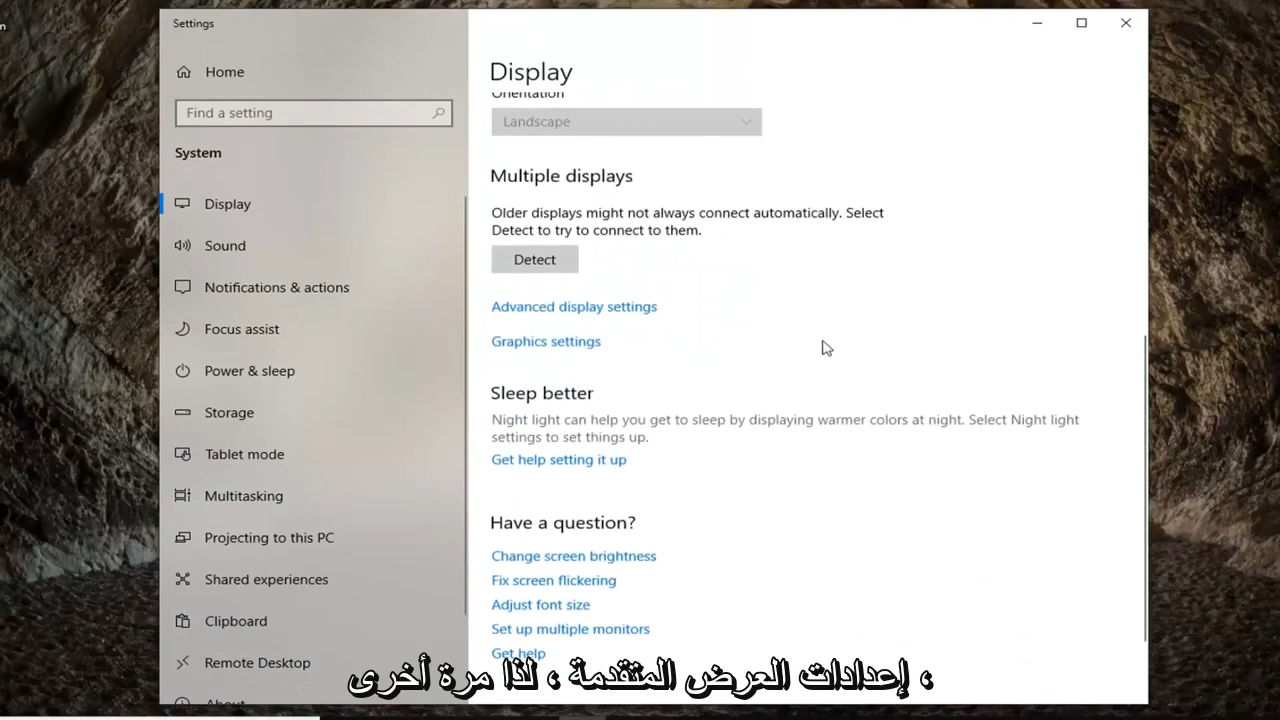 n
Settings
Home
Find a setting
System
Display
Sound
Notifications & actions
Focus assist
Power & sleep
Storage
Tablet mode
Multitasking
Projecting to this PC
Shared experiences
Clipboard
Remote Desktop
About
Display
Orientation
Landscape
Multiple displays
Older displays might not always connect automatically. Select
Detect to try to connect to them.
Detect
Advanced display settings
Graphics settings
Sleep better
Night light can help you get to sleep by displaying warmer colors at night. Select Night light
settings to set things up.
Get help setting it up
Have a question?
Change screen brightness
Fix screen flickering
Adjust font size
Set up multiple monitors
Get help
، إعدادات العرض المتقدمة ، لذا مرة أخرى